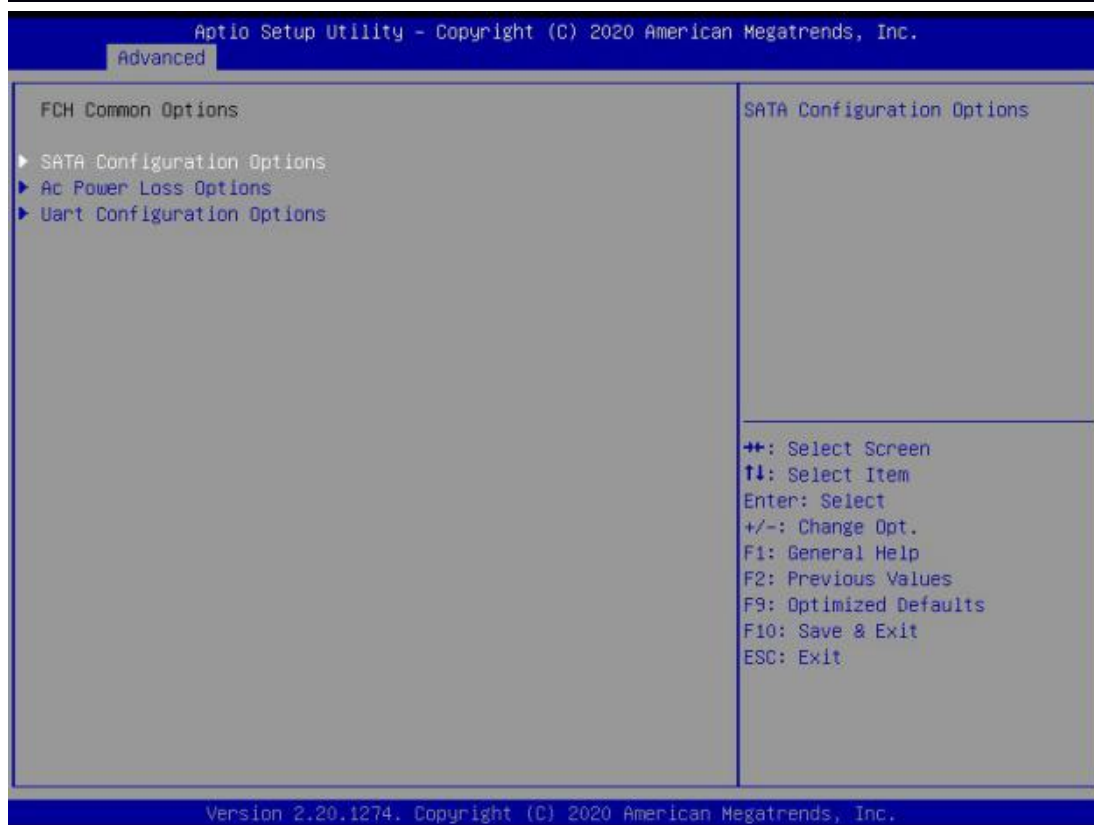 Aptio Setup Utility - Copyright (C) 2020 American Megatrends, Inc.
Advanced
FCH Common Options
SATA Configuration Options
Ac Power Loss Options
Uart Configuration Options
SATA Configuration Options
→←: Select Screen
↑↓: Select Item
Enter: Select
+/-: Change Opt.
F1: General Help
F2: Previous Values
F9: Optimized Defaults
F10: Save & Exit
ESC: Exit
Version 2.20.1274. Copyright (C) 2020 American Megatrends, Inc.